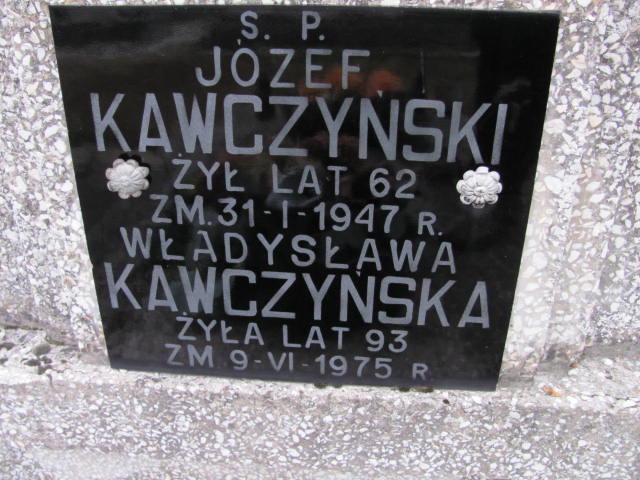 Ś. P.
JÓZEF
KAWCZYŃSKI
ŻYŁ LAT 62
ZM. 31-I-1947 R.
WŁADYSŁAWA
KAWCZYŃSKA
ŻYŁA LAT 93
ZM 9-VI-1975 R